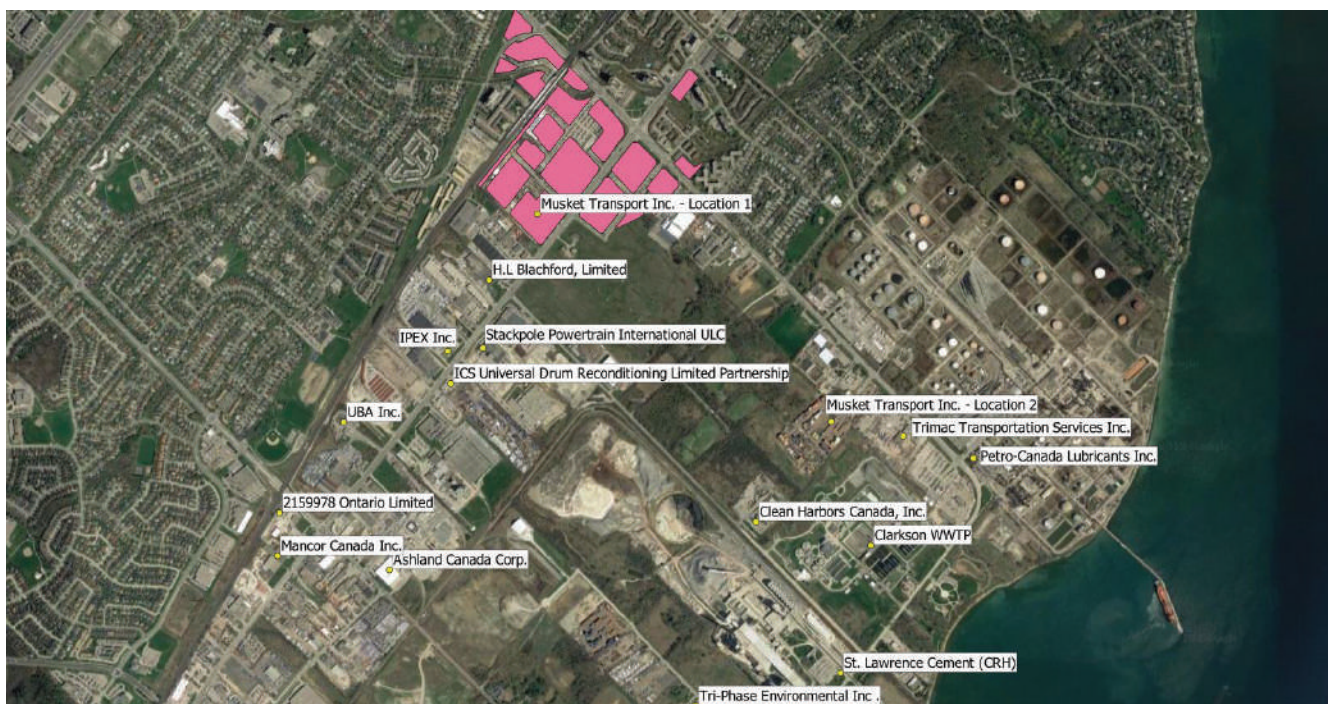 Musket Transport Inc. - Location 1
H.L Blachford, Limited
Stackpole Powertrain International ULC
IPEX Inc.
ICS Universal Drum Reconditioning Limited Partnership
UBA Inc.
Musket Transport Inc. - Location 2
Trimac Transportation Services Inc.
Petro-Canada Lubricants Inc.
2159978 Ontario Limited
Clean Harbors Canada, Inc.
Clarkson WWTP
Mancor Canada Inc.
Ashland Canada Corp.
St. Lawrence Cement (CRH)
Tri-Phase Environmental Inc .